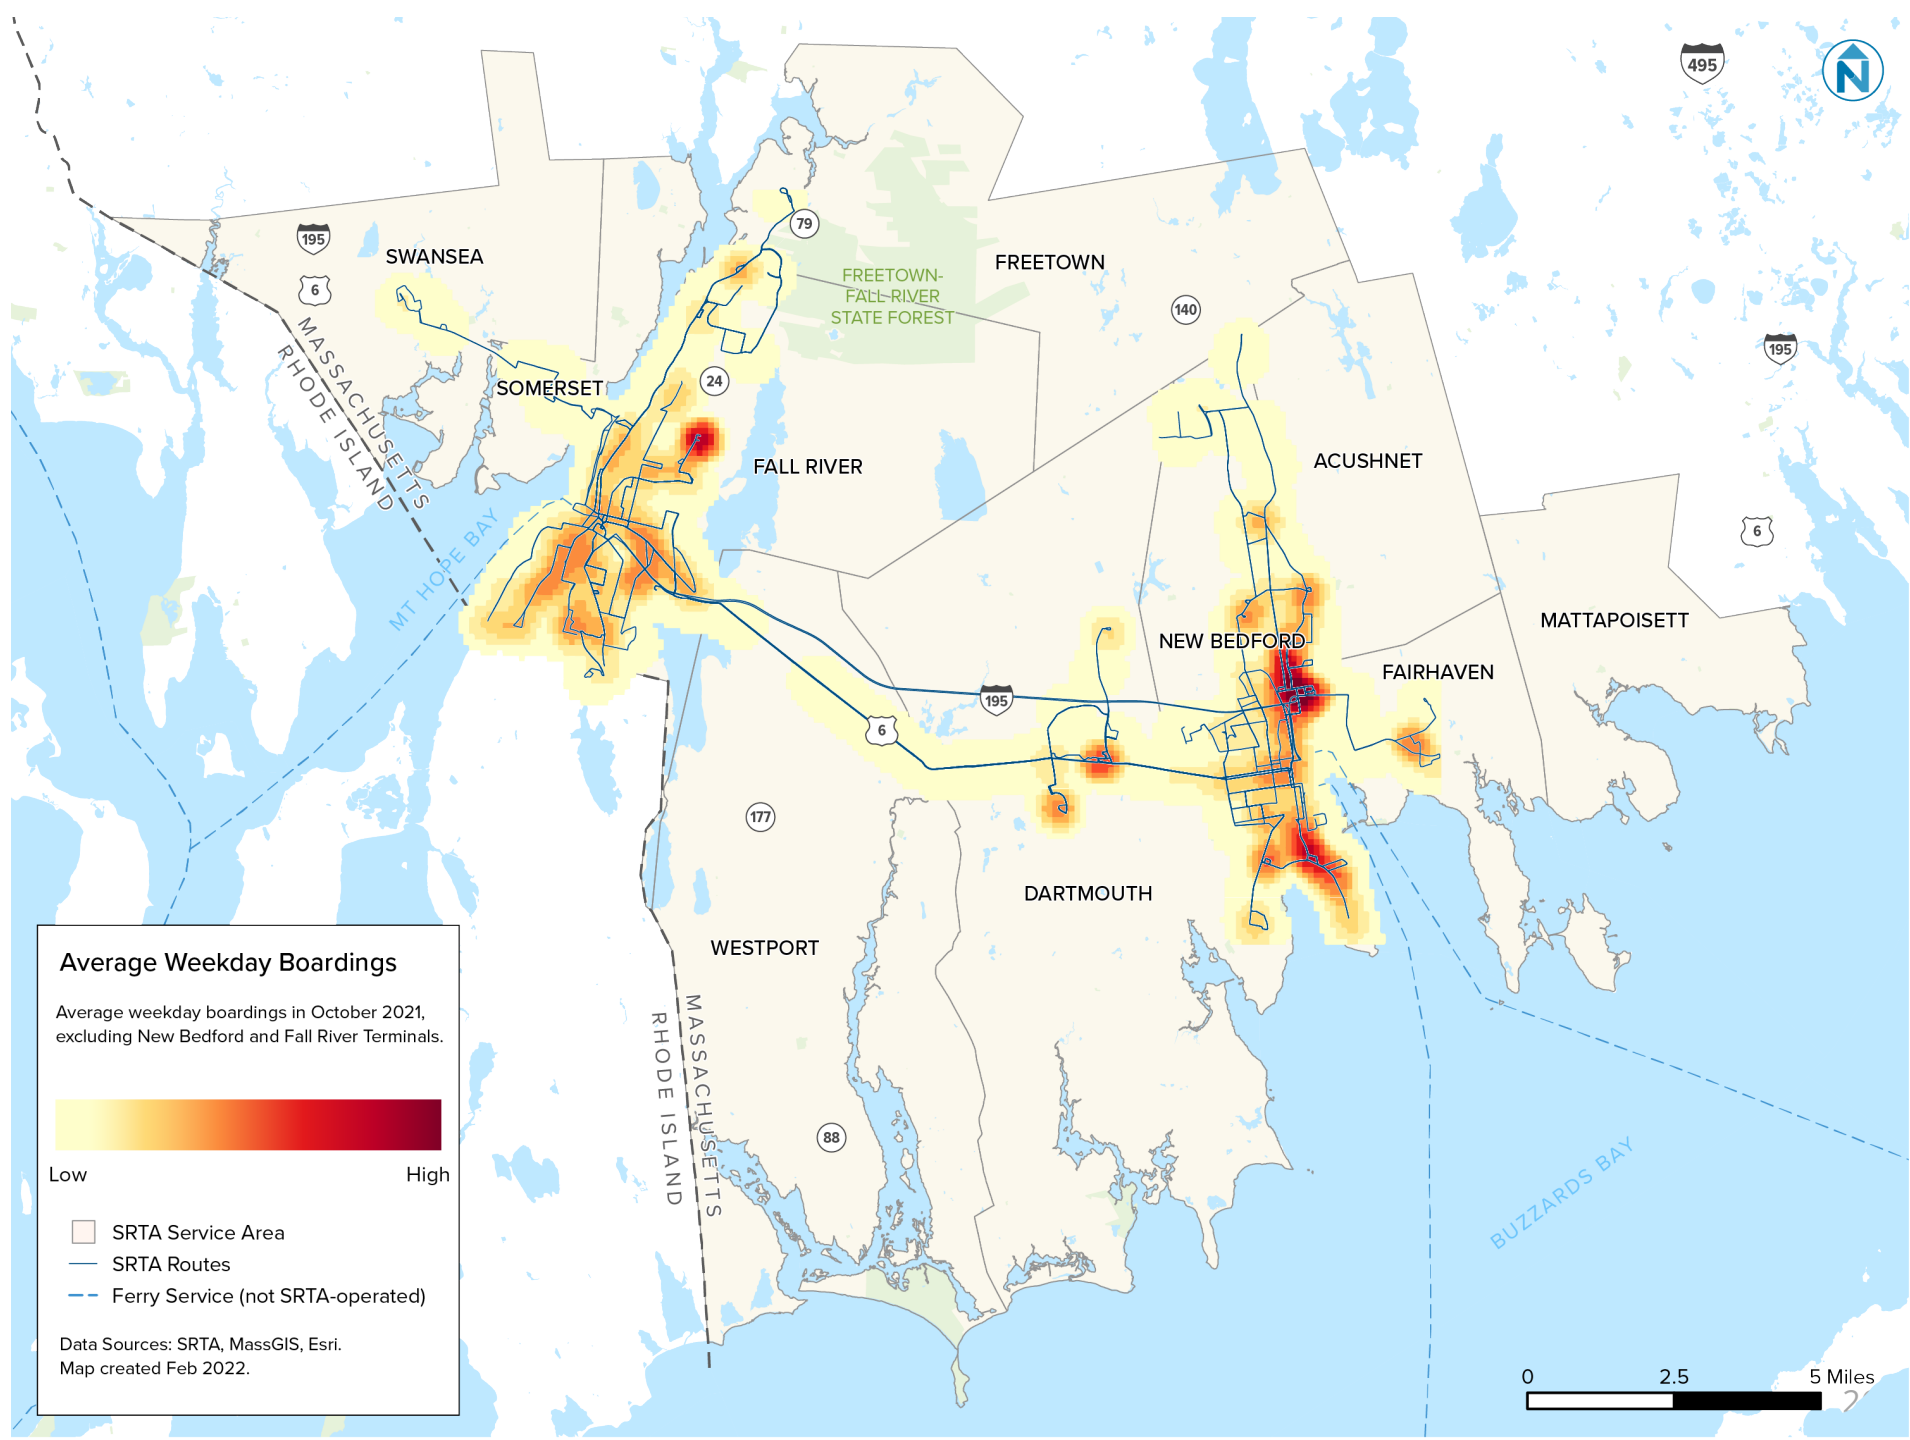 495
N
79
195
SWANSEA
6
FREETOWN
FREETOWN-
FALL RIVER
STATE FOREST
140
195
MASSACHUSETTS
RHODE ISLAND
24
SOMERSET
FALL RIVER
ACUSHNET
6
MT HOPE BAY
MATTAPOISETT
NEW BEDFORD
FAIRHAVEN
195
6
177
DARTMOUTH
WESTPORT
MASSACHUSETTS
RHODE ISLAND
88
BUZZARDS BAY
Average Weekday Boardings
Average weekday boardings in October 2021,
excluding New Bedford and Fall River Terminals.
Low High
SRTA Service Area
SRTA Routes
Ferry Service (not SRTA-operated)
Data Sources: SRTA, MassGIS, Esri.
Map created Feb 2022.
0 2.5 5 Miles